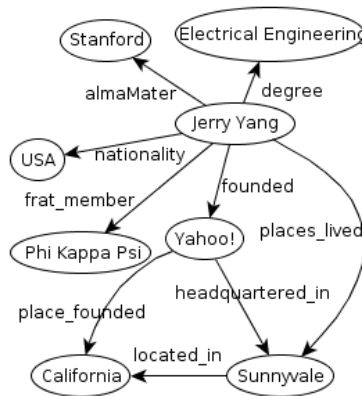 Electrical Engineering
Stanford
almaMater
degree
Jerry Yang
USA
nationality
frat_member
founded
Phi Kappa Psi
Yahoo!
places_lived
place_founded
headquartered_in
located_in
California
Sunnyvale